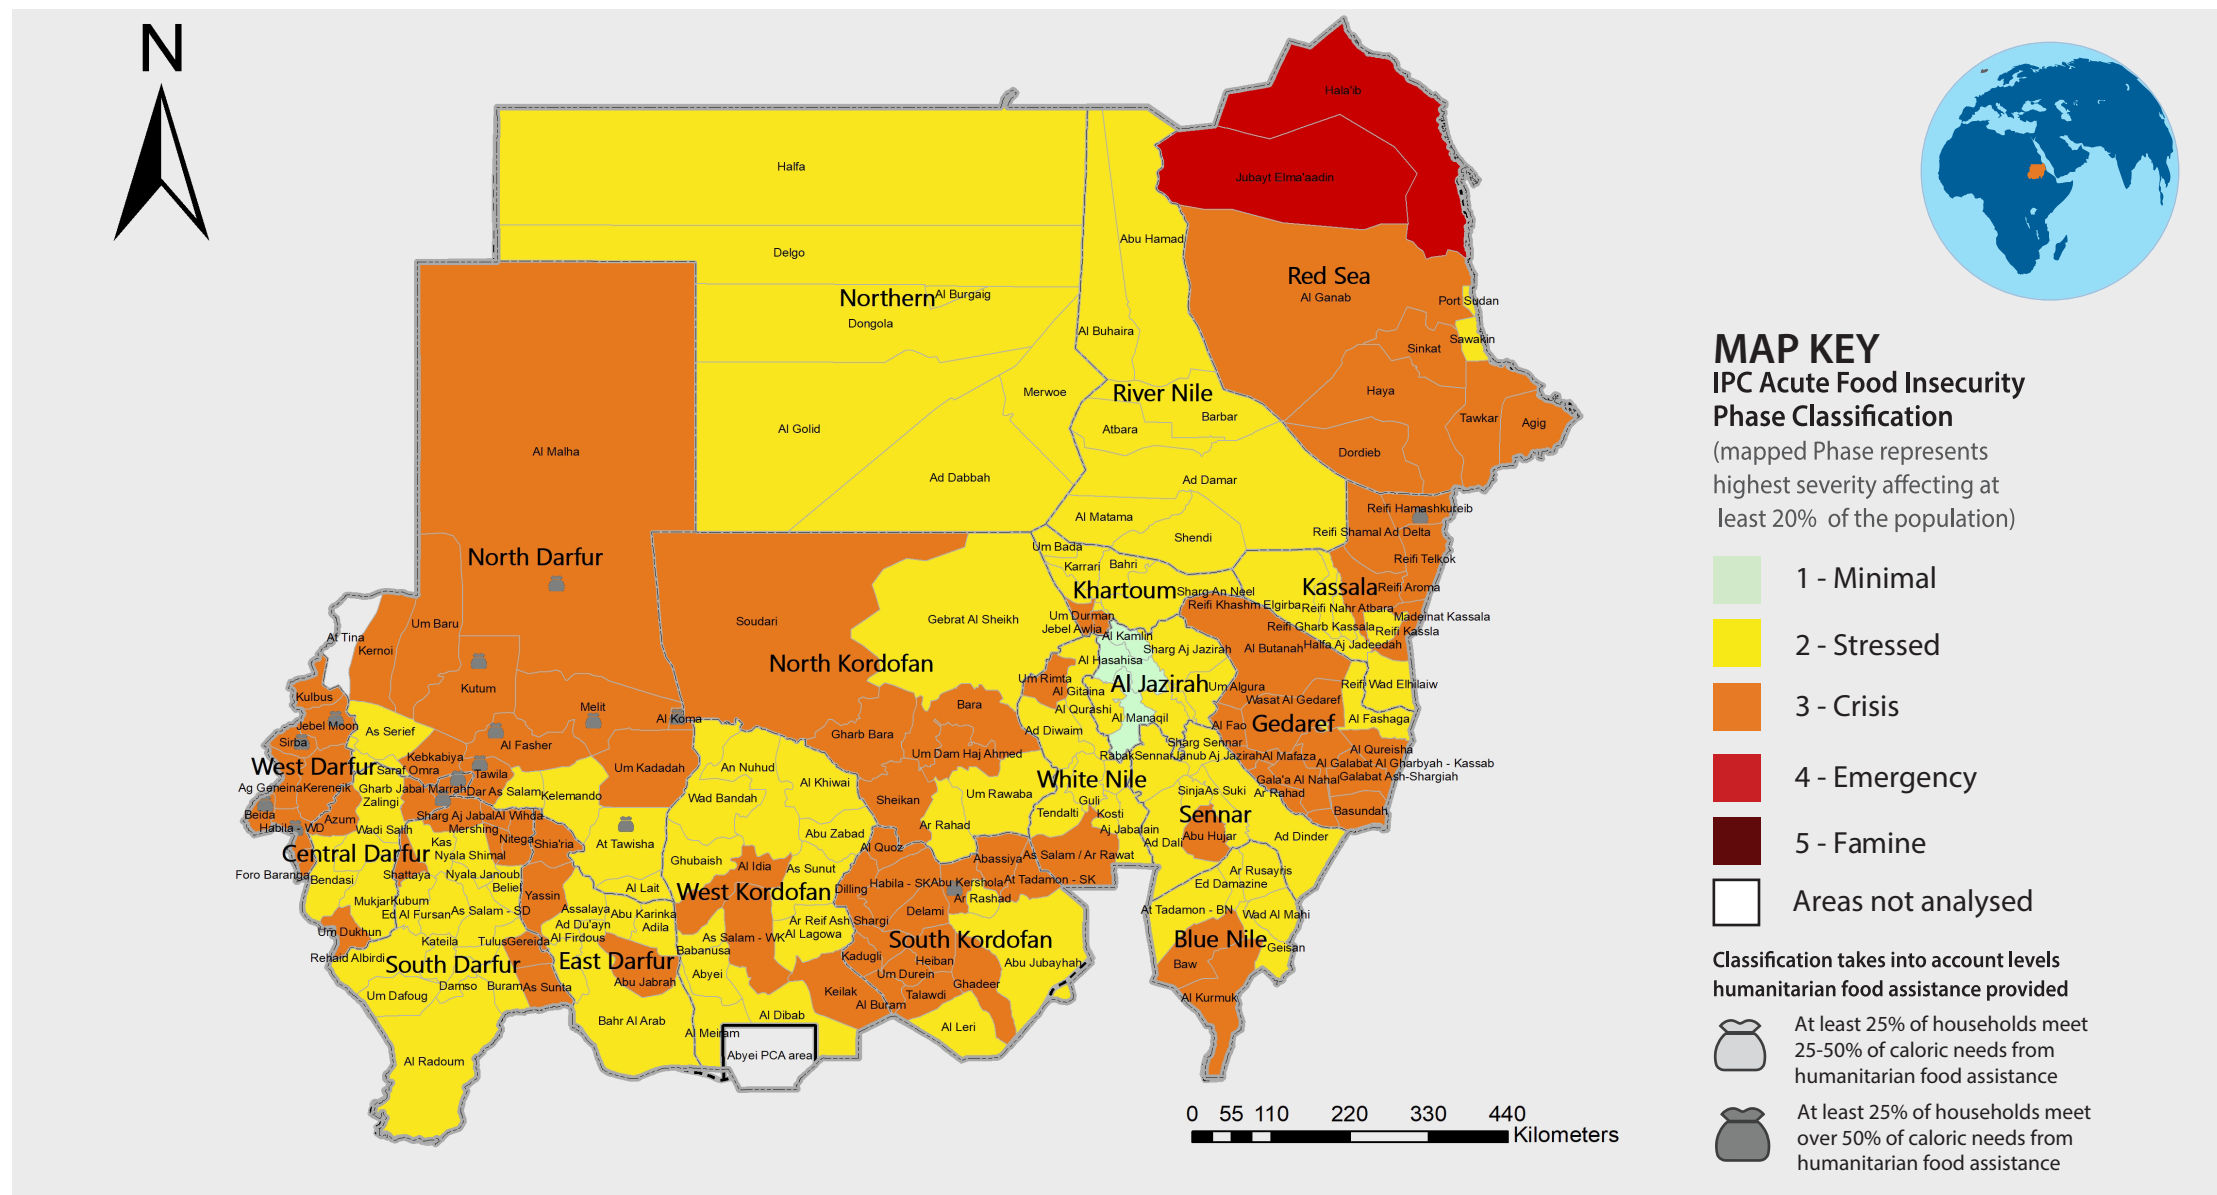 N
Hala'ib
Halfa
Jubayt Elma'aadin
Abu Hamad
Delgo
Red Sea
Northern
Al Burgaig
Al Ganab
Port Sudan
Dongola
Al Buhaira
Sawakin
Sinkat
Merwoe
River Nile
Haya
Barbar
Tawkar
Agig
Al Golid
Atbara
Al Malha
Dordieb
Ad Dabbah
Ad Damar
Reifi Hamashkureib
Al Matama
Reifi Shamal Ad Delta
Shendi
Um Bada
North Darfur
Reifi Telkok
Karrari
Bahri
Khartoum
Sharg An Neel
Kassala
Reifi Aroma
Reifi Khashm Elgirba
Reifi Nahr Atbara
Um Durman
Madeinat Kassala
Um Baru
Soudari
Gebrat Al Sheikh
Jebel Awlia
Reifi Gharb Kassala
Reifi Kassla
At Tina
Al Kamlin
Kernoi
Sharg Aj Jazirah
Al Butanah
Halfa Aj Jadeedah
North Kordofan
Al Hasahisa
Um Rimta
Al Jazirah
Um Algura
Reifi Wad Elhilaiw
Kutum
Al Gitaina
Kulbus
Wasat Al Gedaref
Melit
Bara
Al Qurashi
Al Koma
Al Manaqil
Al Fashaga
Jebel Moon
As Serief
Al Fao
Gedaref
Gharb Bara
Ad Diwaim
Sirba
Al Fasher
Sharg Sennar
Al Qureisha
Kebkabiya
Um Dam Haj Ahmed
Rabak
Sennar
Janub Aj Jazirah
Al Mafaza
Al Galabat Al Gharbyah - Kassab
West Darfur
Saraf Omra
Tawila
Um Kadadah
An Nuhud
White Nile
Gala'a Al Nahal
Galabat Ash-Shargiah
Al Khiwai
Ag Geneina
Kereneik
Gharb Jabal Marrah
Dar As Salam
Kelemando
Wad Bandah
Sheikan
Um Rawaba
Sinja
As Suki
Ar Rahad
Zalingi
Guli
Beida
Sharg Aj Jabal
Al Wihda
Tendalti
Kosti
Sennar
Basundah
Azum
Habila - WD
Wadi Salih
Mershing
Ar Rahad
Aj Jabalain
Abu Hujar
Ad Dinder
Kas
Nitega
Shia'ria
At Tawisha
Abu Zabad
Al Quoz
Ad Dali
Central Darfur
Nyala Shimal
Ghubaish
Al Idia
As Sunut
Abassiya
As Salam / Ar Rawat
Foro Baranga
Bendasi
Shattaya
Nyala Janoub
Beliel
Al Lait
West Kordofan
Dilling
Habila - SK
Abu Kershola
At Tadamon - SK
Ar Rusayris
Ed Damazine
Yassin
Mukjar
Kubum
Ar Rashad
Ed Al Fursan
As Salam - SD
Assalaya
Abu Karinka
Delami
At Tadamon - BN
Wad Al Mahi
Ad Du'ayn
Adila
Ar Reif Ash Shargi
Um Dukhun
Kateila
Tulus
Gereida
Al Firdous
As Salam - WK
Al Lagowa
South Kordofan
Blue Nile
Geisan
Babanusa
Rehaid Albirdi
South Darfur
East Darfur
Kadugli
Heiban
Abu Jubayhah
Baw
Abyei
Um Durein
Abu Jabrah
Ghadeer
Um Dafoug
Damso
Buram
As Sunta
Keilak
Talawdi
Al Kurmuk
Al Buram
Bahr Al Arab
Al Dibab
Al Leri
Al Meiram
Al Radoum
Abyei PCA area
0 55 110 220 330 440
Kilometers
MAP KEY
IPC Acute Food Insecurity
Phase Classification
(mapped Phase represents
highest severity affecting at
least 20% of the population)
1 - Minimal
2 - Stressed
3 - Crisis
4 - Emergency
5 - Famine
Areas not analysed
Classification takes into account levels
humanitarian food assistance provided
At least 25% of households meet
25-50% of caloric needs from
humanitarian food assistance
At least 25% of households meet
over 50% of caloric needs from
humanitarian food assistance